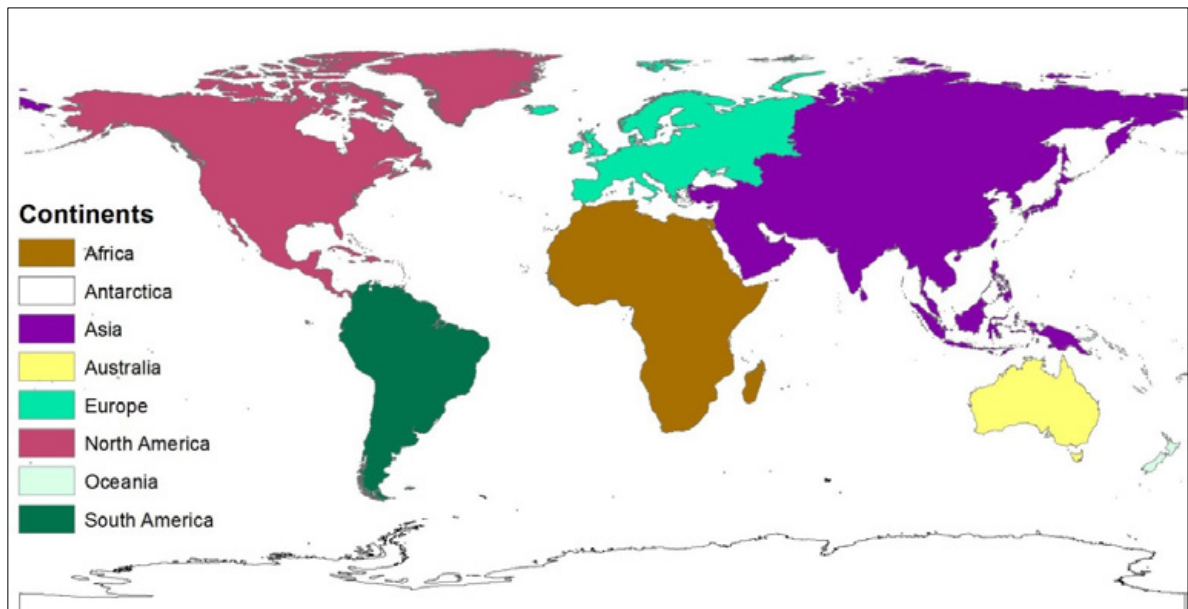 Continents
Africa
Antarctica
Asia
Australia
Europe
North America
Oceania
South America